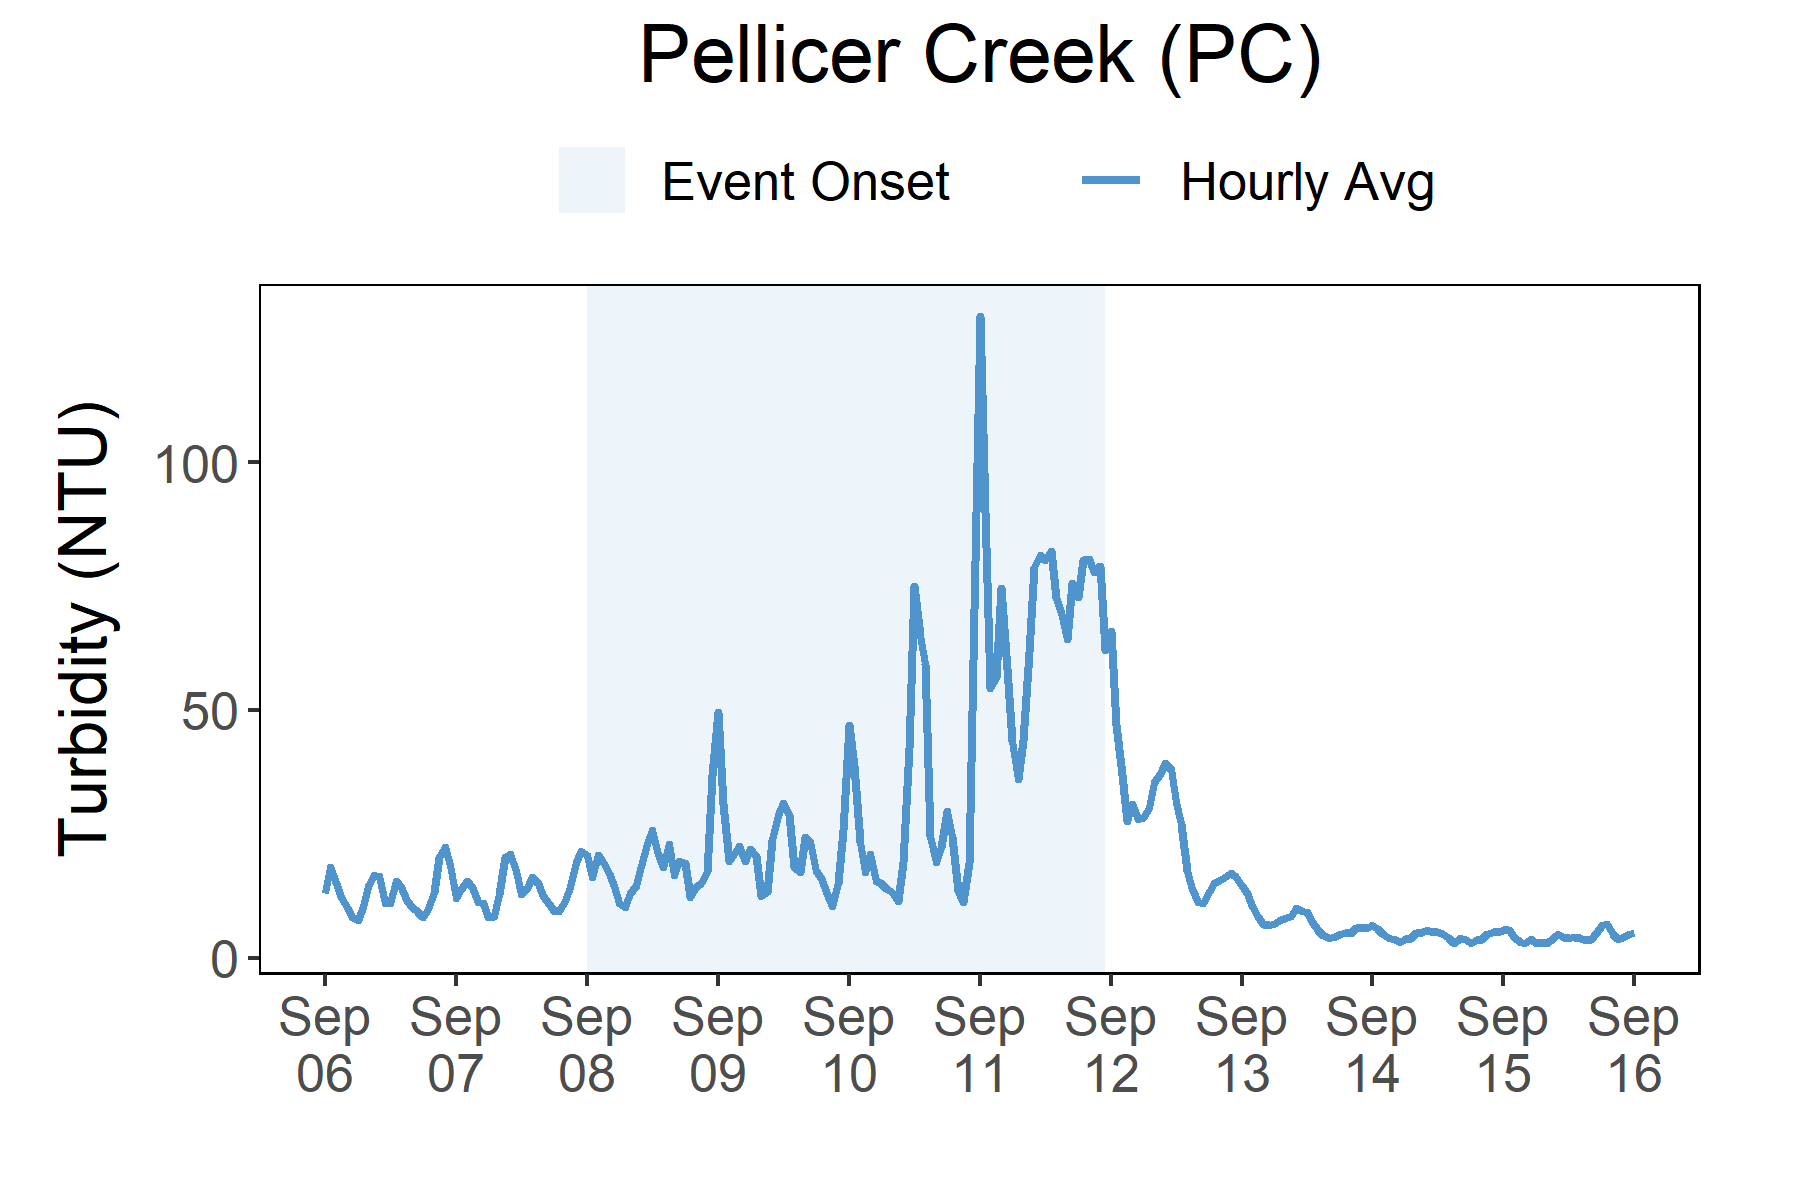 Pellicer Creek (PC)
Event Onset Hourly Avg
Turbidity (NTU)
100
50
0
Sep Sep Sep Sep Sep Sep Sep Sep Sep Sep Sep
06 07 08 09 10 11 12 13 14 15 16